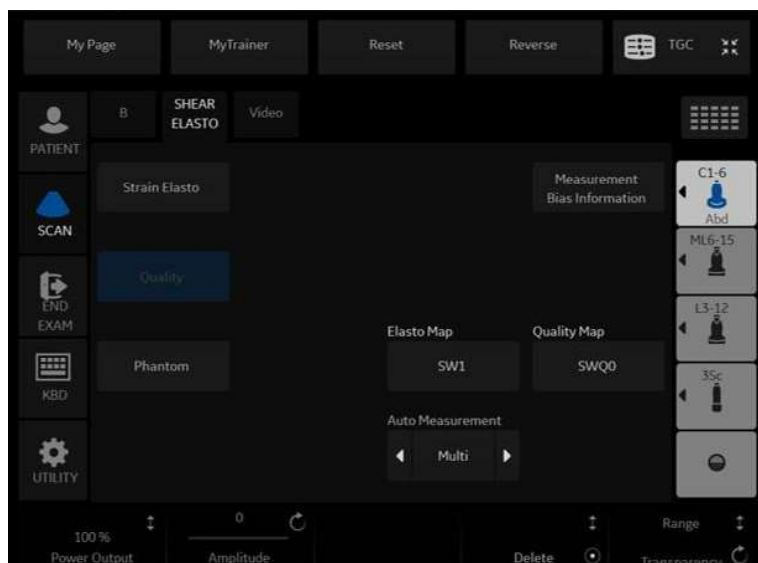 My Page
MyTrainer
Reset
Reverse
TGC
B
SHEAR
ELASTO
Video
PATIENT
Strain Elasto
Measurement
Bias Information
C1-6
Abd
SCAN
ML6-15
Quality
END
EXAM
Elasto Map
Quality Map
L3-12
Phantom
SW1
SWQ0
3Sc
KBD
Auto Measurement
Multi
UTILITY
0
Range
100 %
Power Output
Amplitude
Delete
Transparency